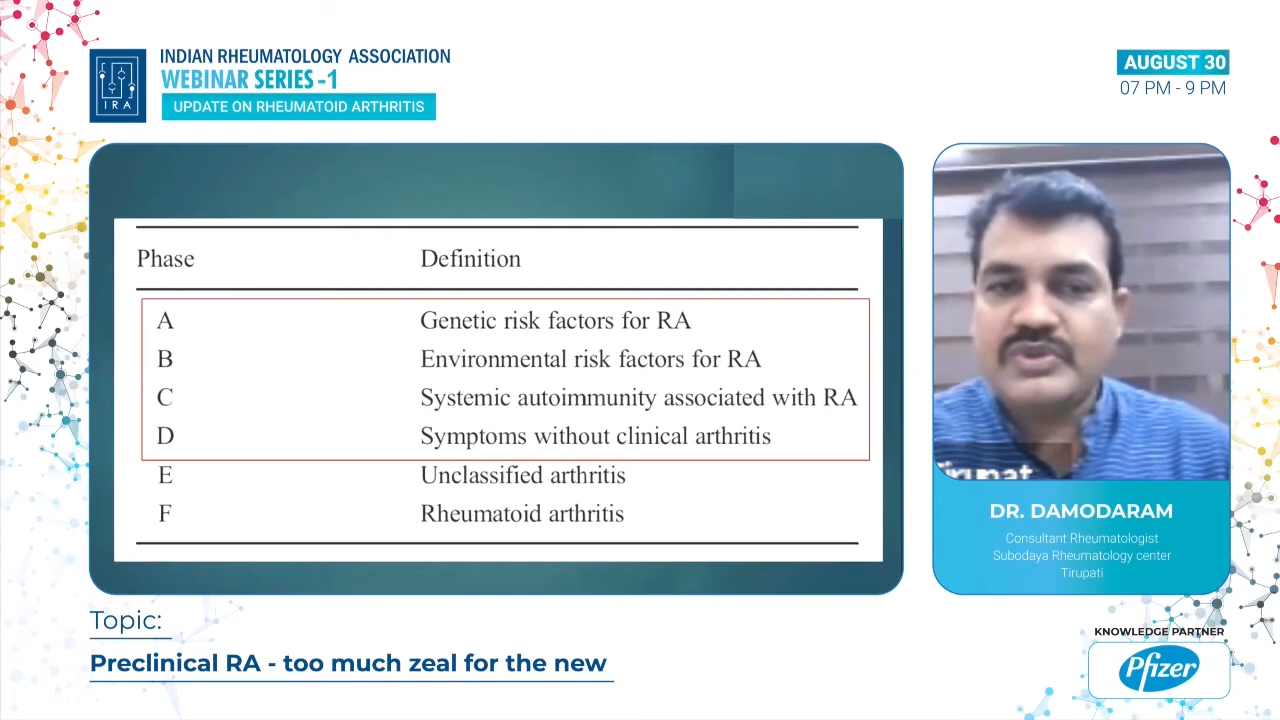 IRA
INDIAN RHEUMATOLOGY ASSOCIATION
WEBINAR SERIES -1
UPDATE ON RHEUMATOID ARTHRITIS
AUGUST 30
07 PM - 9 PM
Phase Definition
A Genetic risk factors for RA
B Environmental risk factors for RA
C Systemic autoimmunity associated with RA
D Symptoms without clinical arthritis
E Unclassified arthritis
F Rheumatoid arthritis
DR. DAMODARAM
Consultant Rheumatologist
Subodaya Rheumatology center
Tirupati
Topic:
Preclinical RA - too much zeal for the new
KNOWLEDGE PARTNER
Pfizer